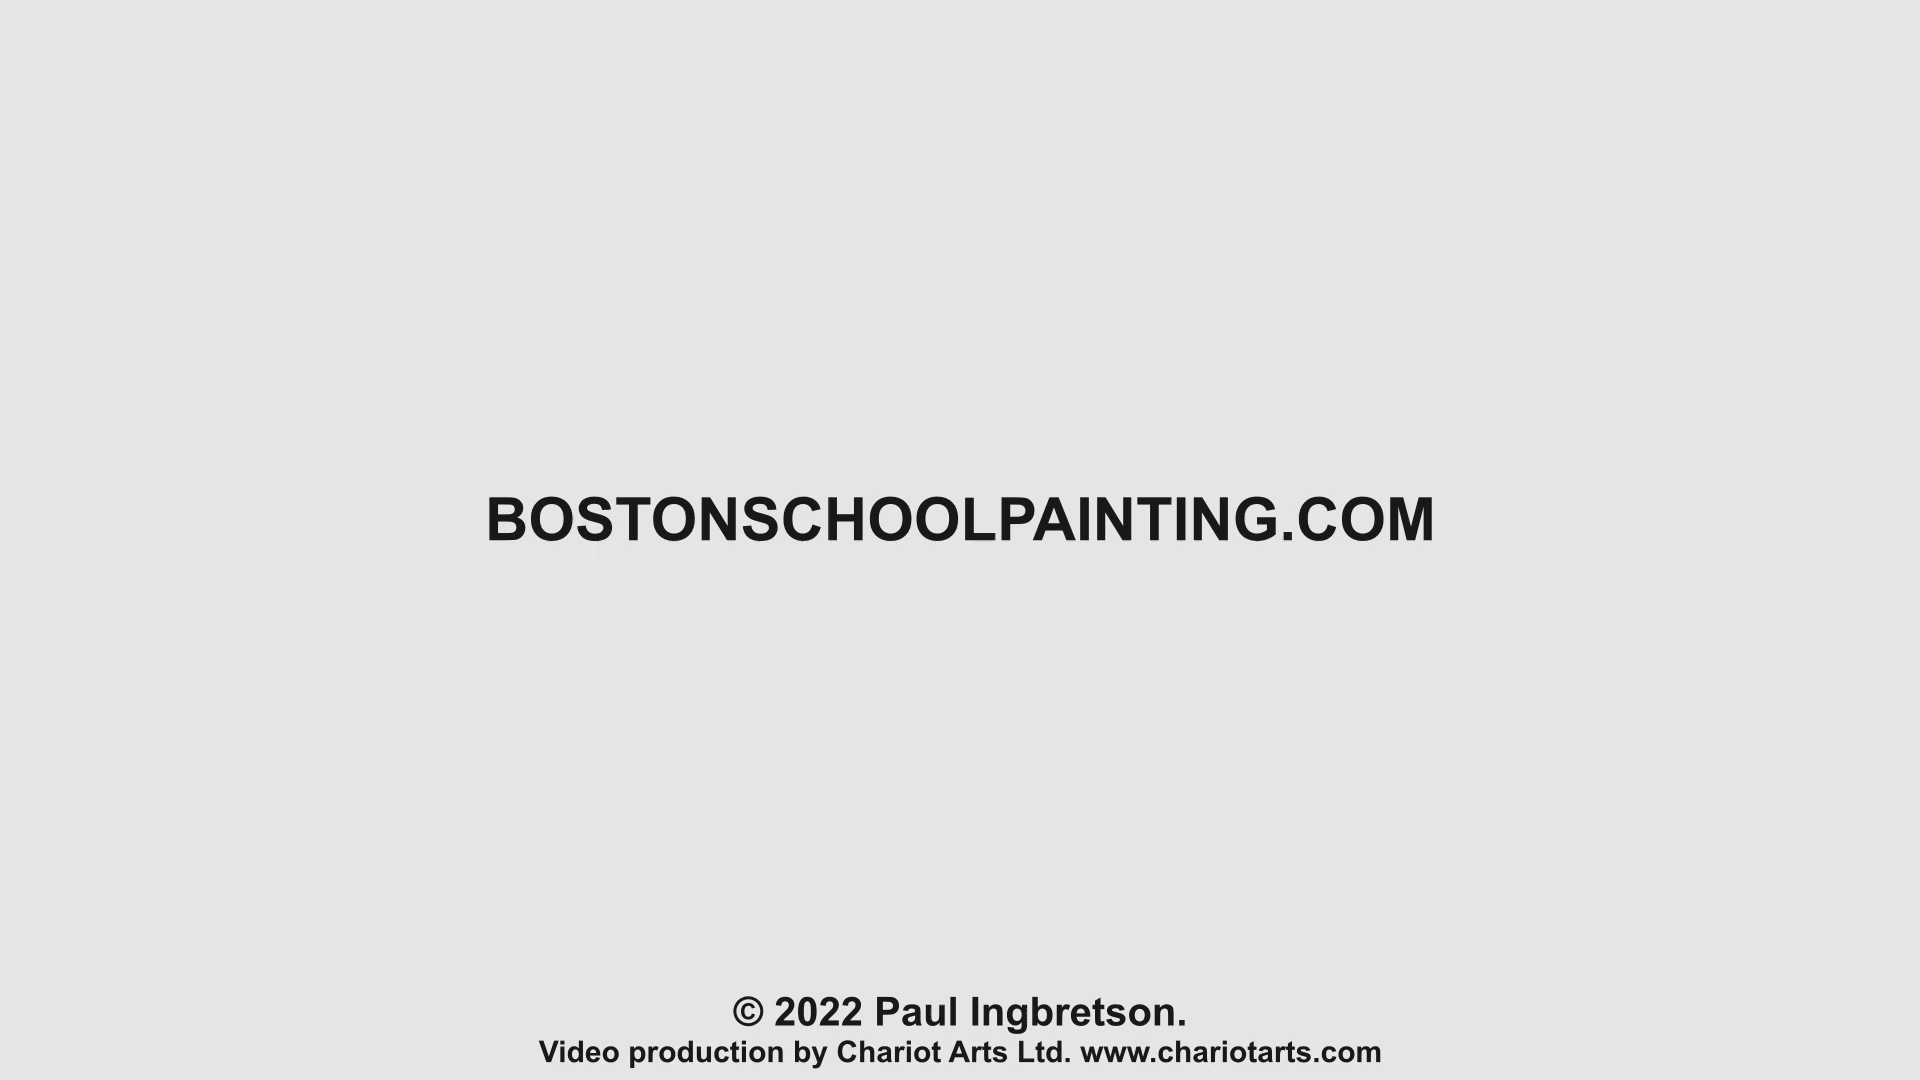 BOSTONSCHOOLPAINTING.COM
© 2022 Paul Ingbretson.
Video production by Chariot Arts Ltd. www.chariotarts.com